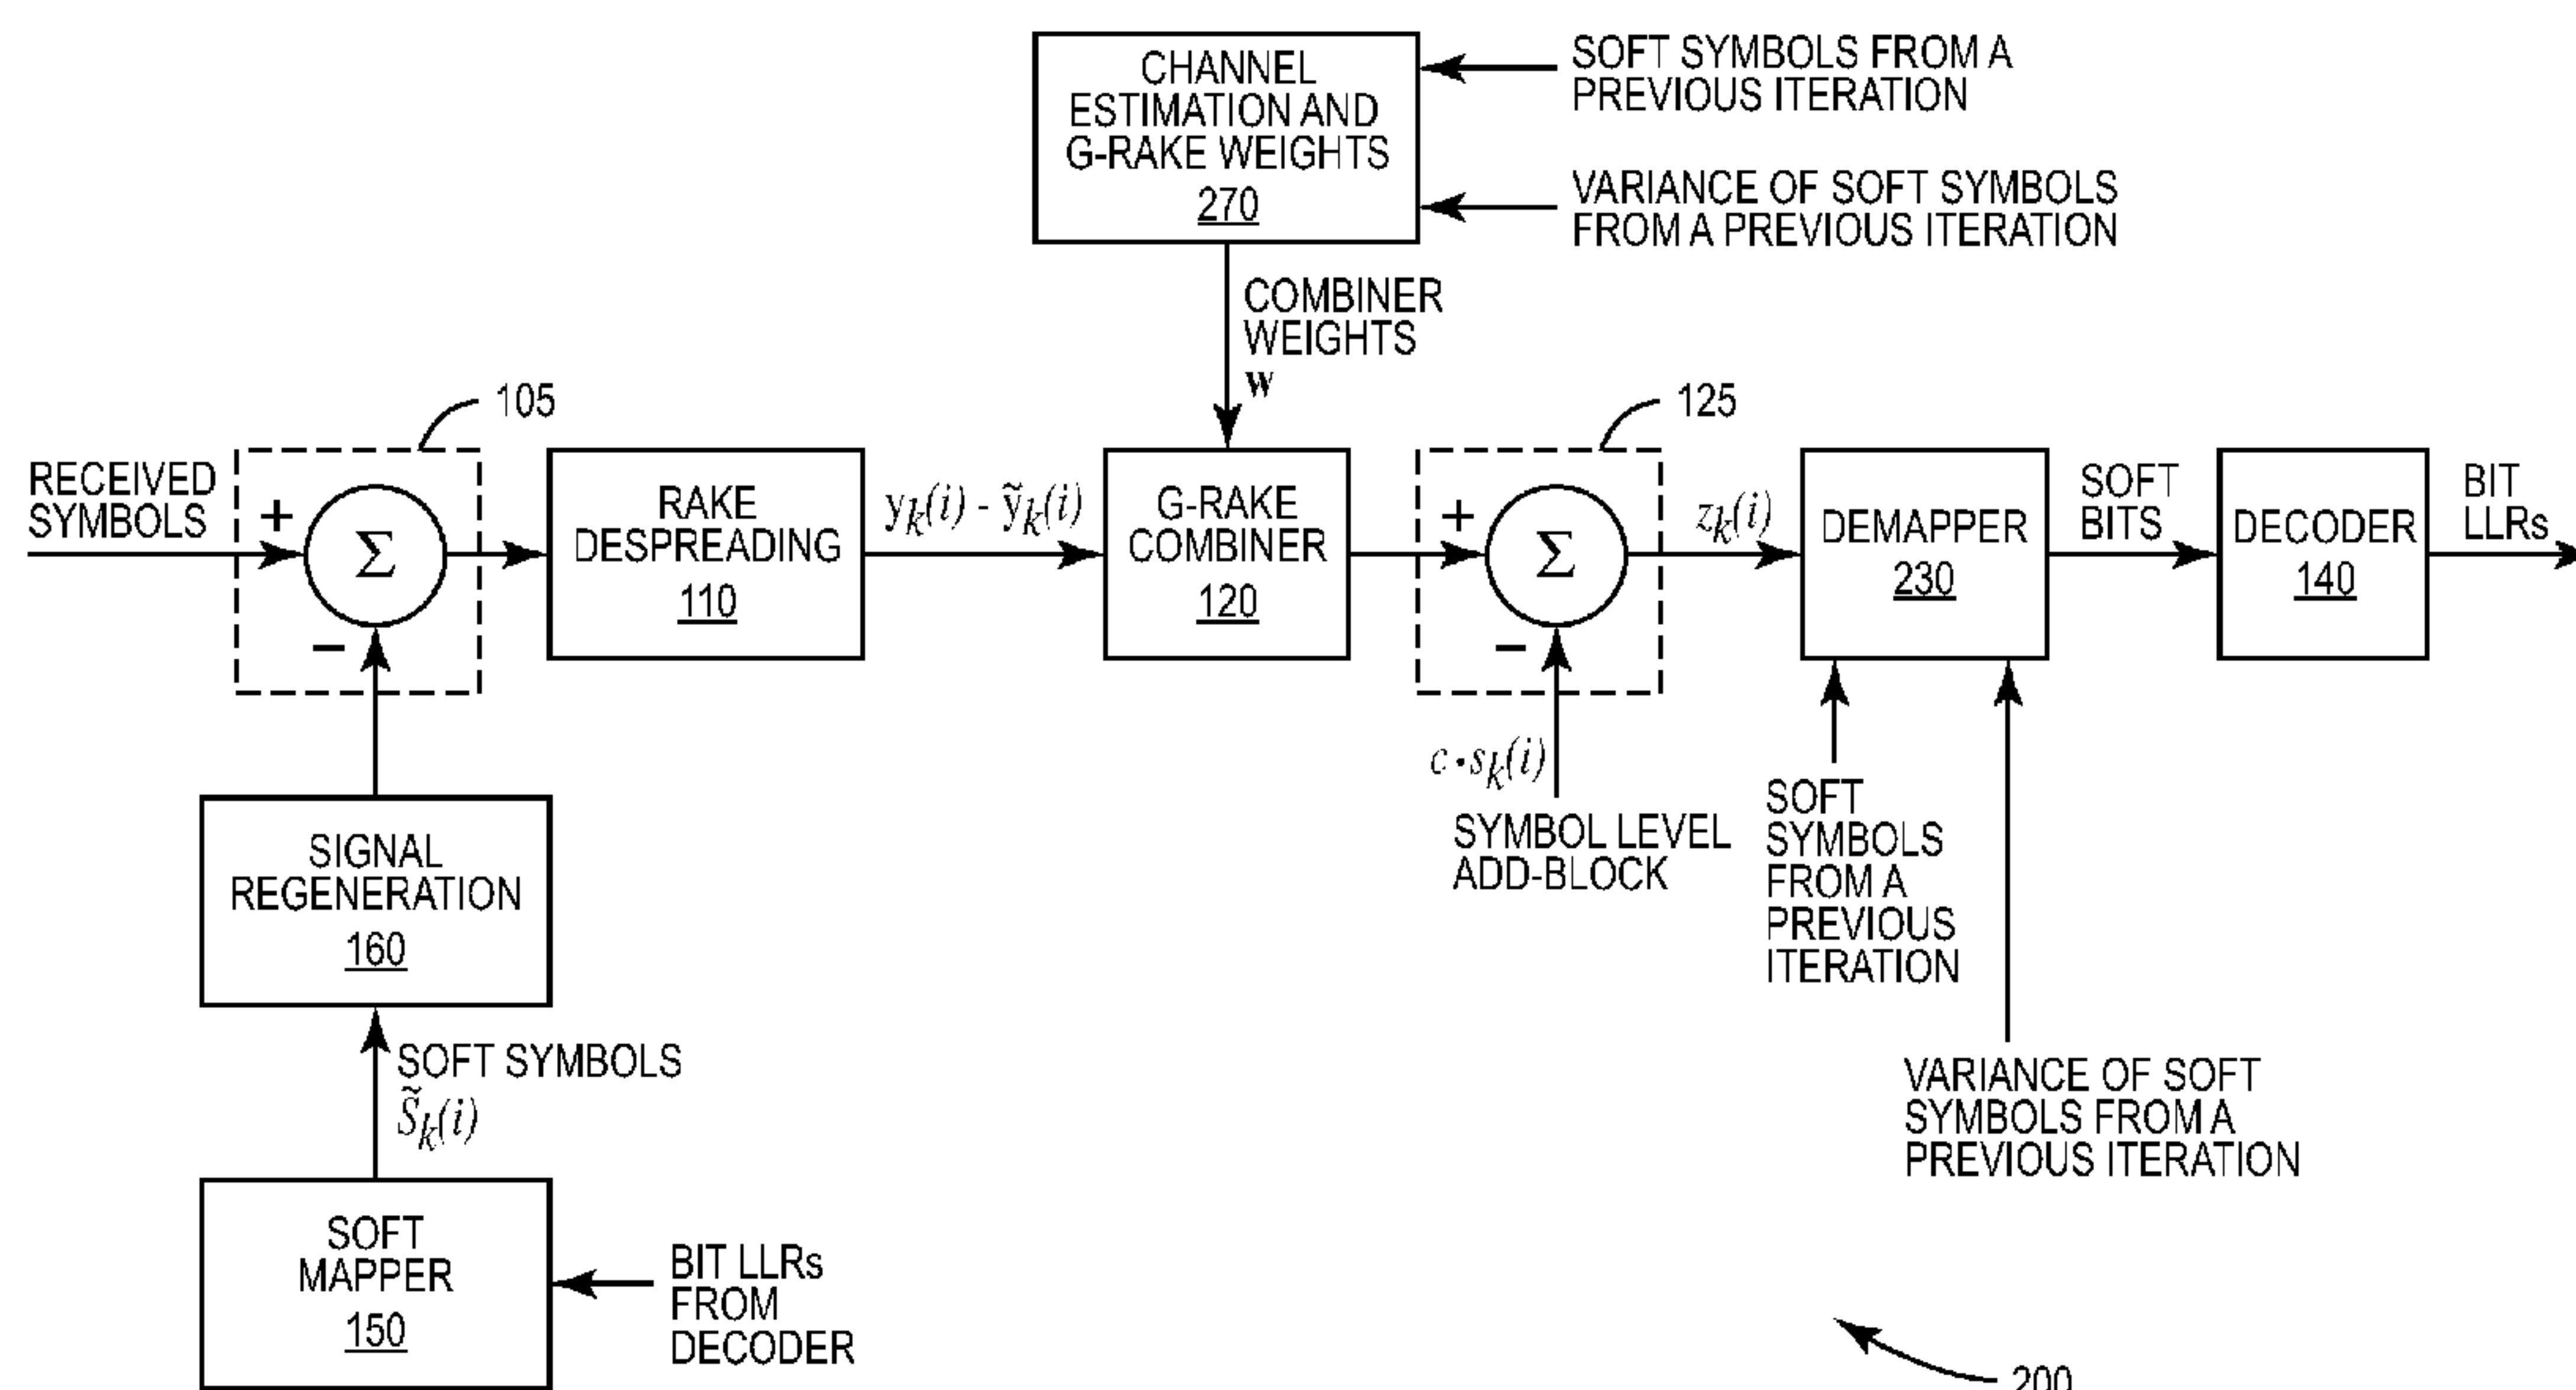 CHANNEL
ESTIMATION AND
G-RAKE WEIGHTS
270
SOFT SYMBOLS FROM A
PREVIOUS ITERATION
VARIANCE OF SOFT SYMBOLS
FROM A PREVIOUS ITERATION
COMBINER
WEIGHTS
w
105
125
RECEIVED
SYMBOLS
+
Σ
−
RAKE
DESPREADING
110
yk(i) - ỹk(i)
G-RAKE
COMBINER
120
+
Σ
−
zk(i)
DEMAPPER
230
SOFT
BITS
DECODER
140
BIT
LLRs
c·sk(i)
SYMBOL LEVEL
ADD-BLOCK
SOFT
SYMBOLS
FROM A
PREVIOUS
ITERATION
VARIANCE OF SOFT
SYMBOLS FROM A
PREVIOUS ITERATION
SIGNAL
REGENERATION
160
SOFT SYMBOLS
S̃k(i)
SOFT
MAPPER
150
BIT LLRs
FROM
DECODER
200